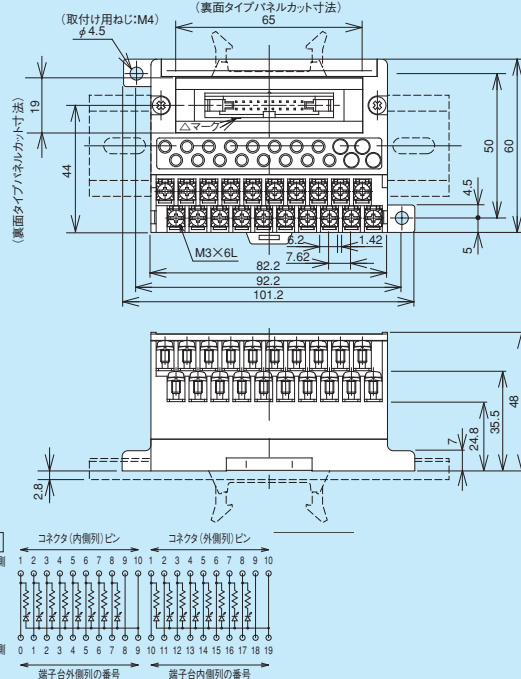 (裏面タイプパネルカット寸法)
65
(取付け用ねじ:M4)
φ4.5
19
44
(裏面タイプパネルカット寸法)
△マーク
50
60
4.5
5
M3×6L
6.2
1.42
7.62
82.2
92.2
101.2
48
35.5
24.8
7
2.8
コネクタ(内側列)ピン
コネクタ(外側列)ピン
側
1 2 3 4 5 6 7 8 9 10
1 2 3 4 5 6 7 8 9 10
側
0 1 2 3 4 5 6 7 8 9
10 11 12 13 14 15 16 17 18 19
端子台外側列の番号
端子台内側列の番号